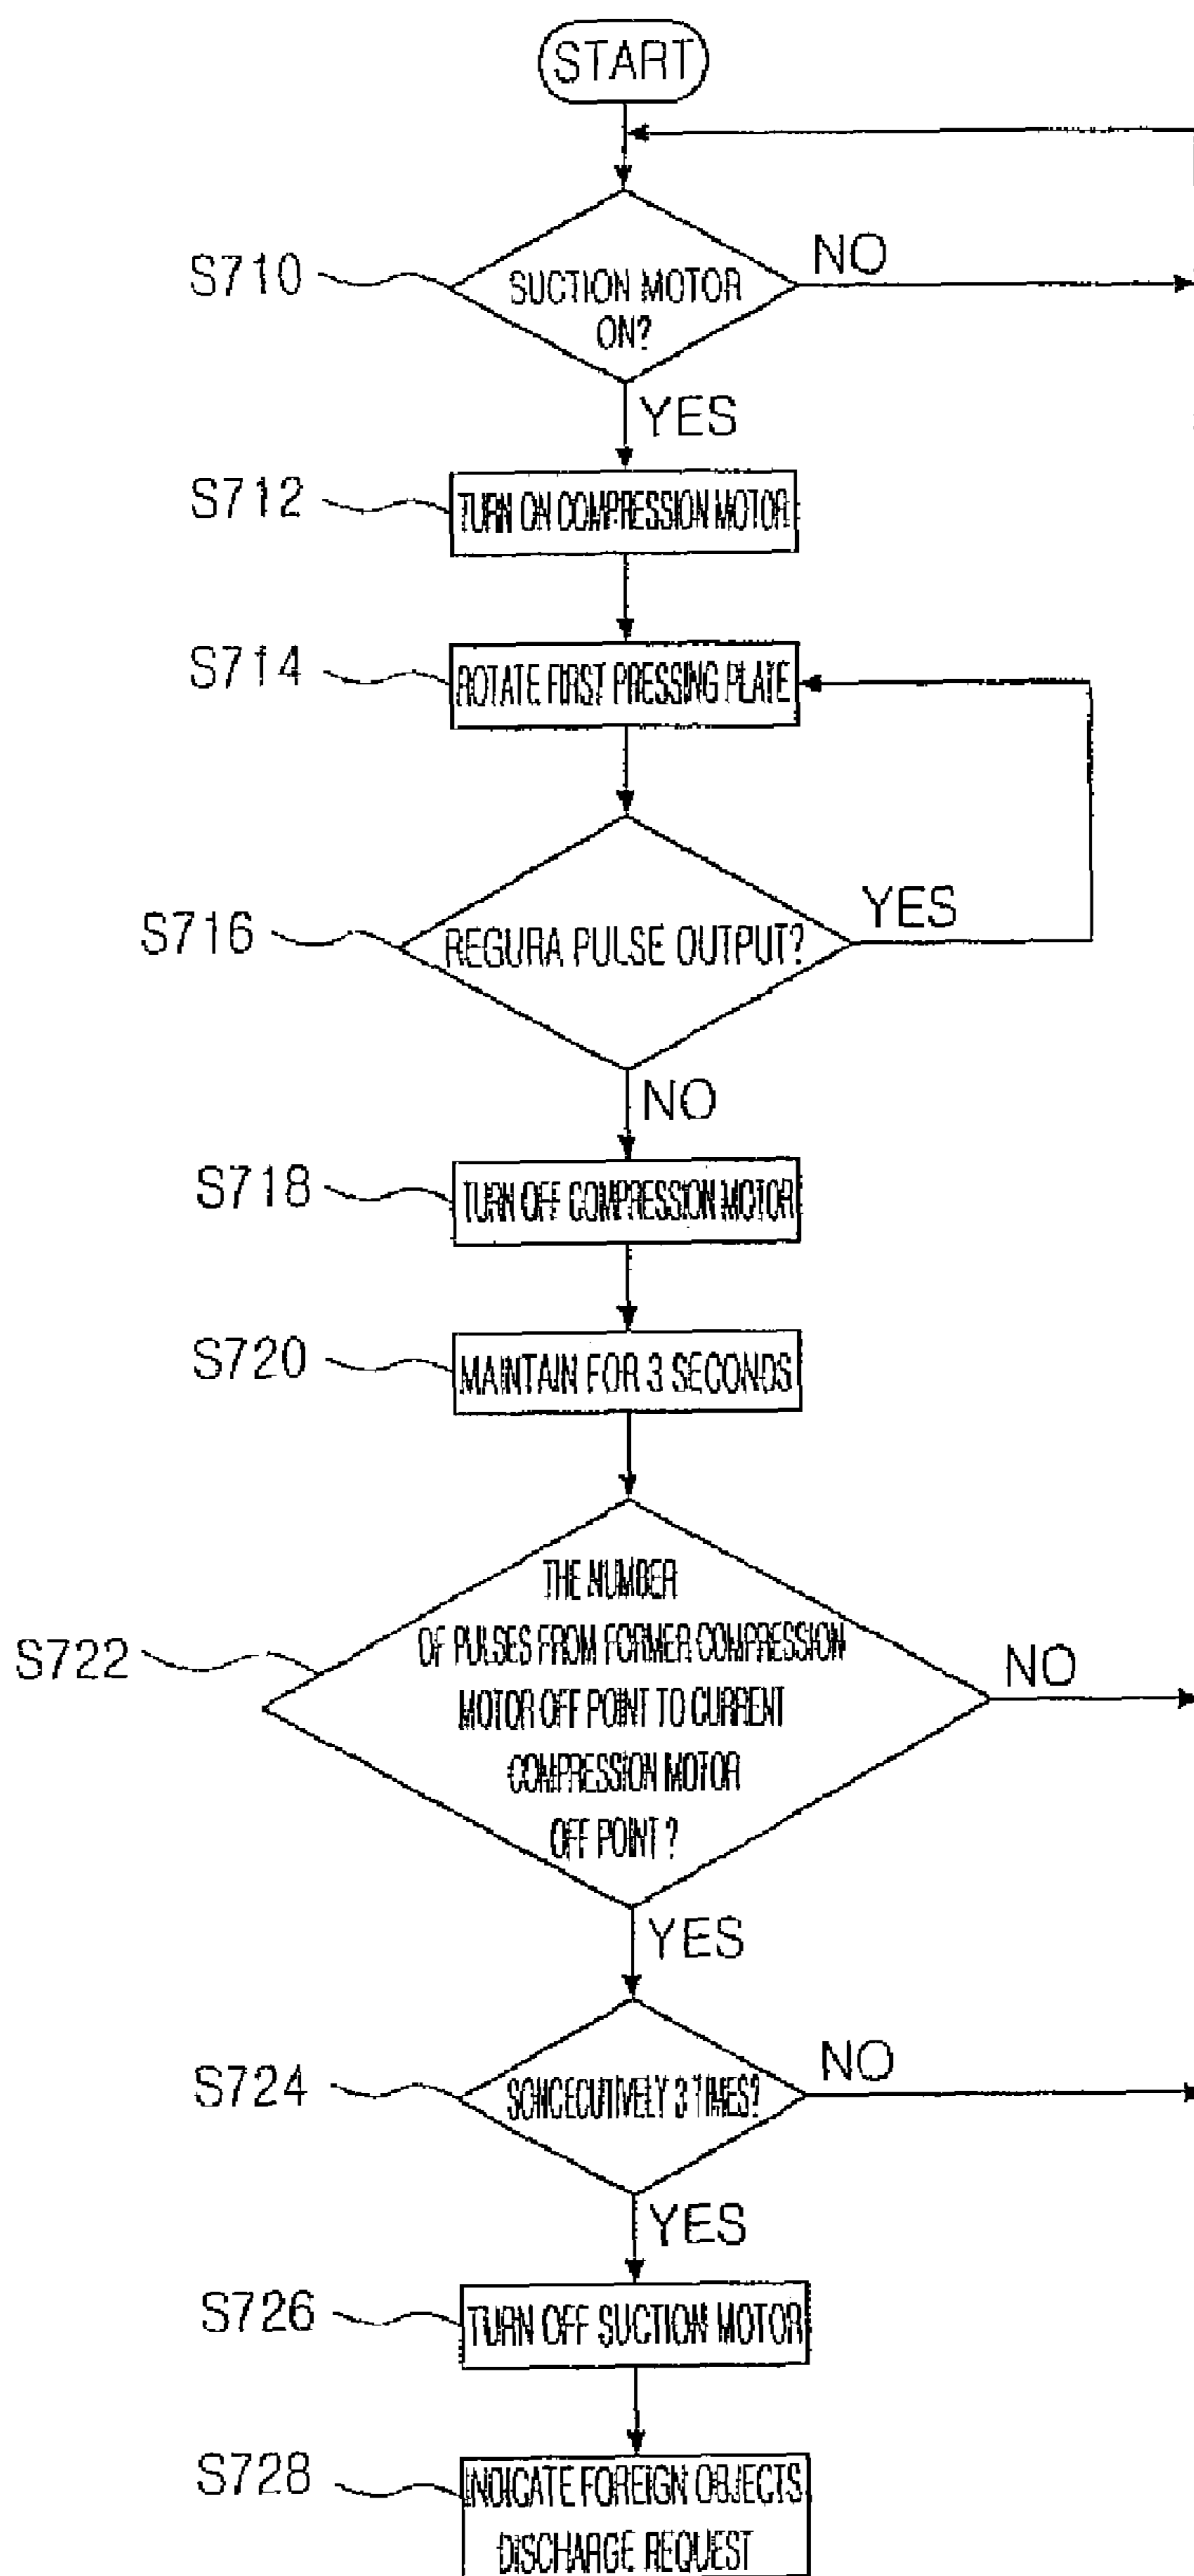 START
S710
SUCTION MOTOR
ON?
NO
YES
S712
TURN ON COMPRESSION MOTOR
S714
ROTATE FIRST PRESSING PLATE
S716
REGURA PULSE OUTPUT?
YES
NO
S718
TURN OFF COMPRESSION MOTOR
S720
MAINTAIN FOR 3 SECONDS
S722
THE NUMBER
OF PULSES FROM FORMER COMPRESSION
MOTOR OFF POINT TO CURRENT
COMPRESSION MOTOR
OFF POINT ?
NO
YES
S724
SONCECUTIVELY 3 TIMES?
NO
YES
S726
TURN OFF SUCTION MOTOR
S728
INDICATE FOREIGN OBJECTS
DISCHARGE REQUEST